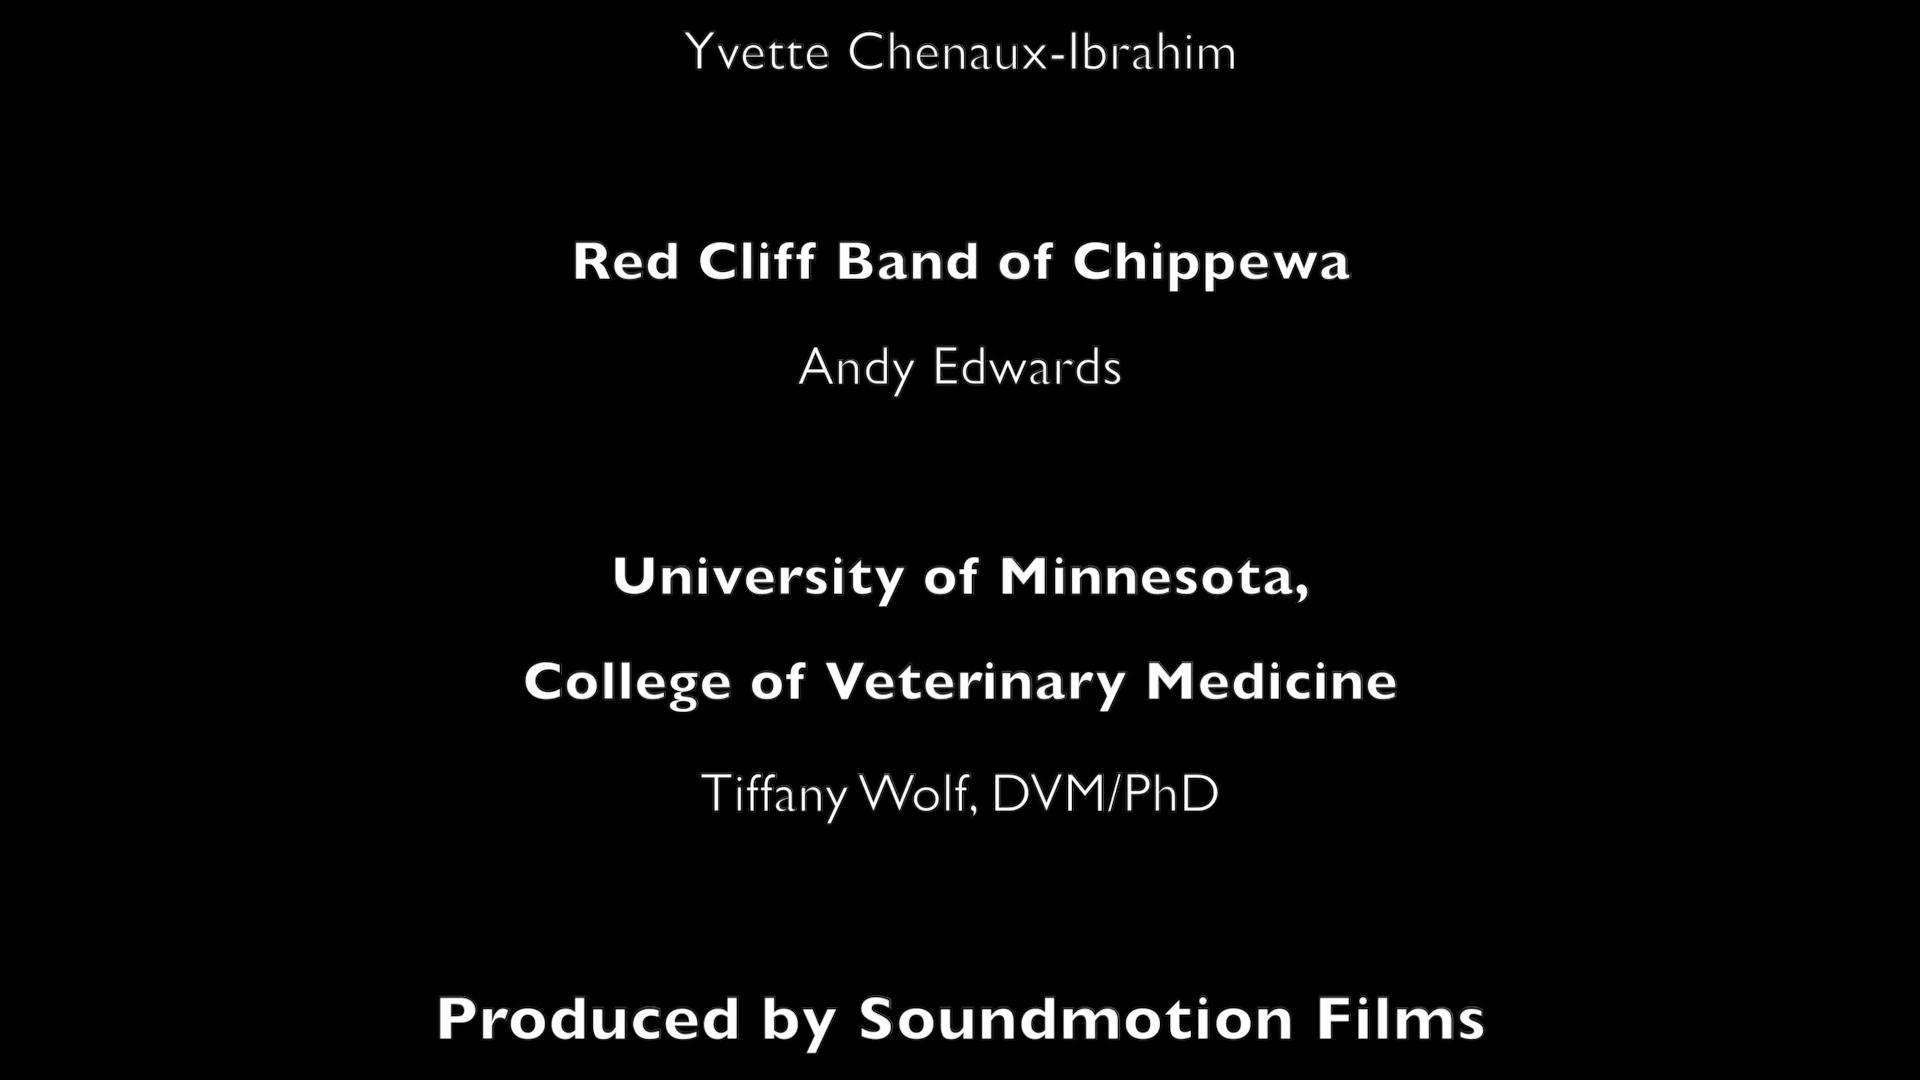 Yvette Chenaux-Ibrahim
Red Cliff Band of Chippewa
Andy Edwards
University of Minnesota,
College of Veterinary Medicine
Tiffany Wolf, DVM/PhD
Produced by Soundmotion Films